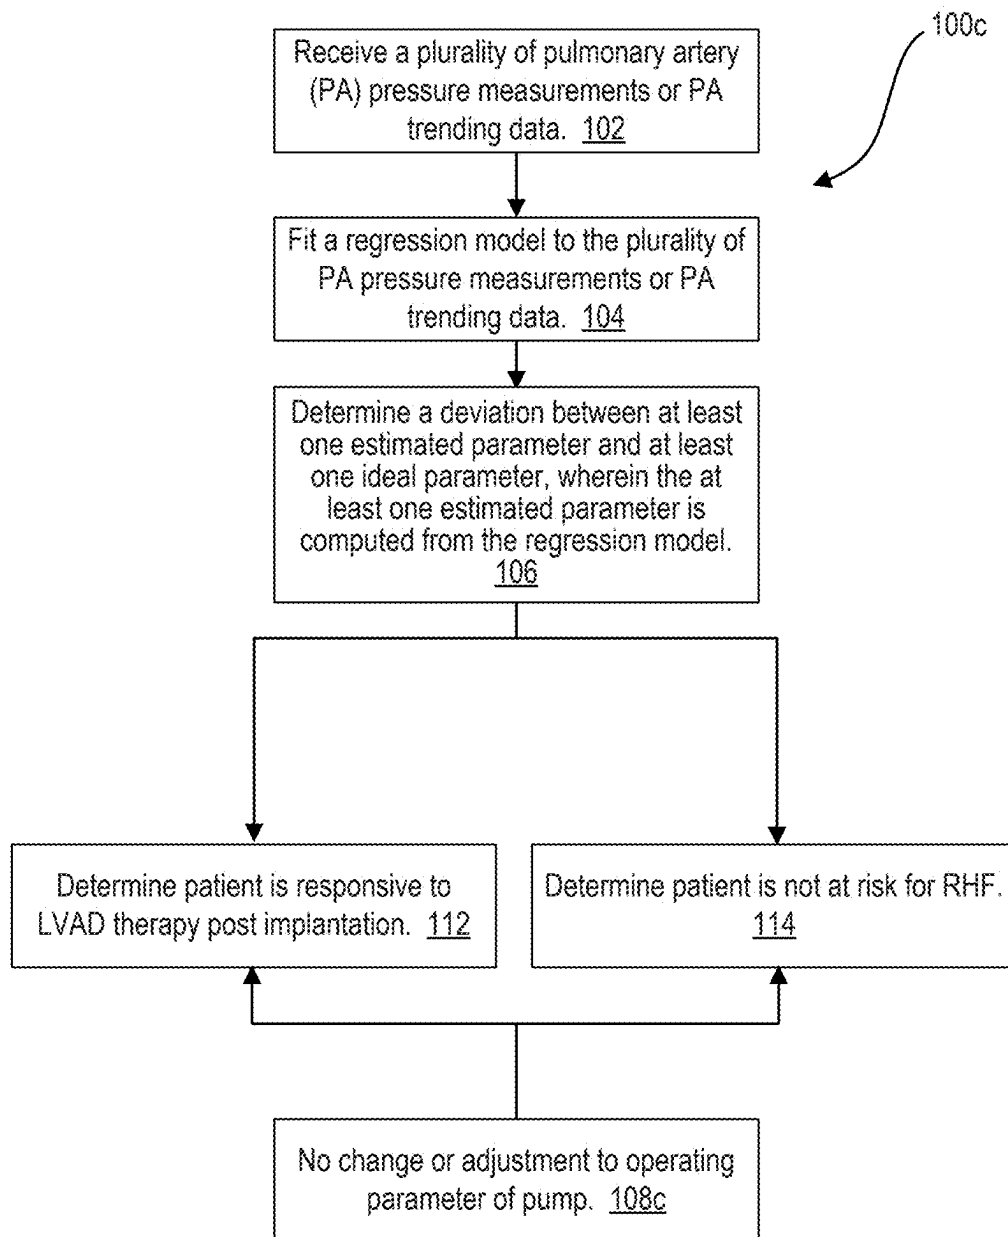 100c
Receive a plurality of pulmonary artery
(PA) pressure measurements or PA
trending data. 102
Fit a regression model to the plurality of
PA pressure measurements or PA
trending data. 104
Determine a deviation between at least
one estimated parameter and at least
one ideal parameter, wherein the at
least one estimated parameter is
computed from the regression model.
106
Determine patient is responsive to
LVAD therapy post implantation. 112
Determine patient is not at risk for RHF.
114
No change or adjustment to operating
parameter of pump. 108c